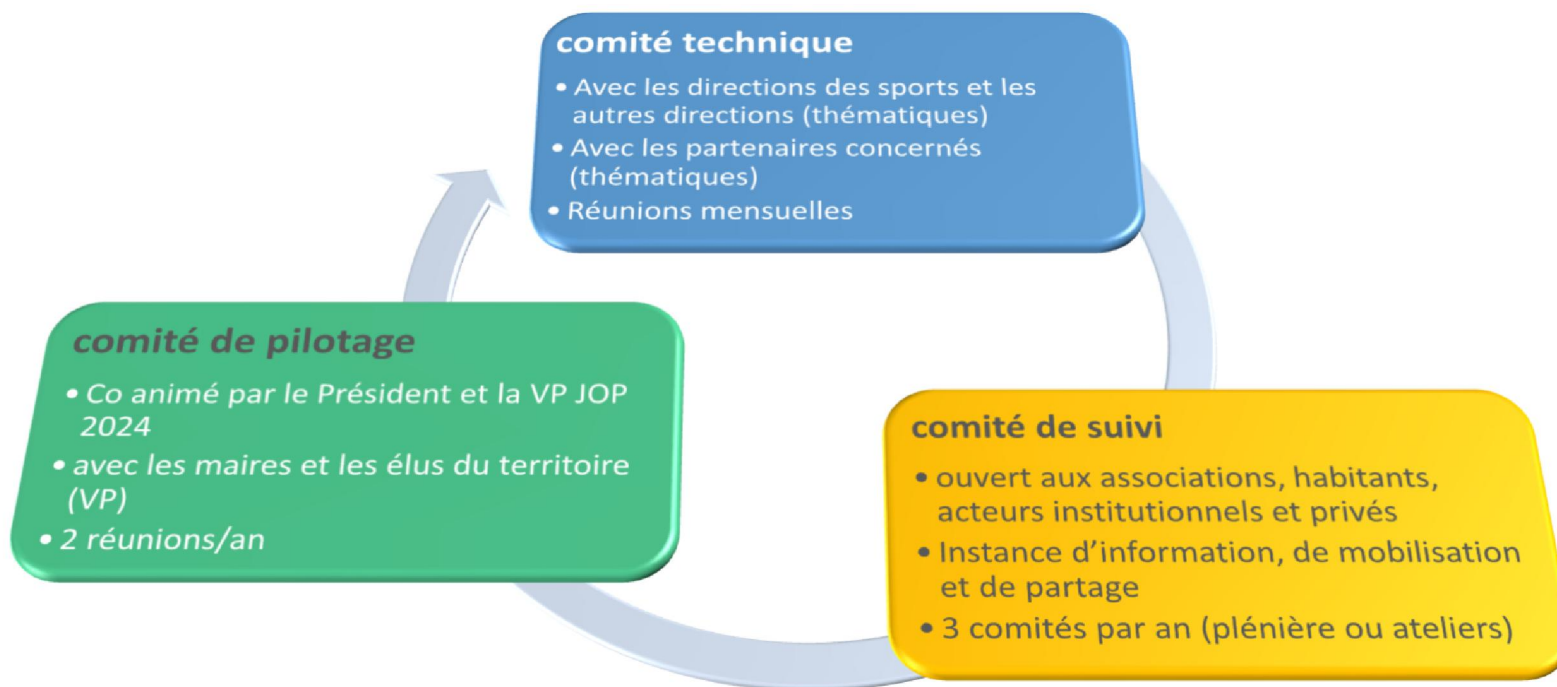 comité technique
• Avec les directions des sports et les
autres directions (thématiques)
• Avec les partenaires concernés
(thématiques)
• Réunions mensuelles
comité de pilotage
• Co animé par le Président et la VP JOP
2024
• avec les maires et les élus du territoire
(VP)
• 2 réunions/an
comité de suivi
• ouvert aux associations, habitants,
acteurs institutionnels et privés
• Instance d’information, de mobilisation
et de partage
• 3 comités par an (plénière ou ateliers)